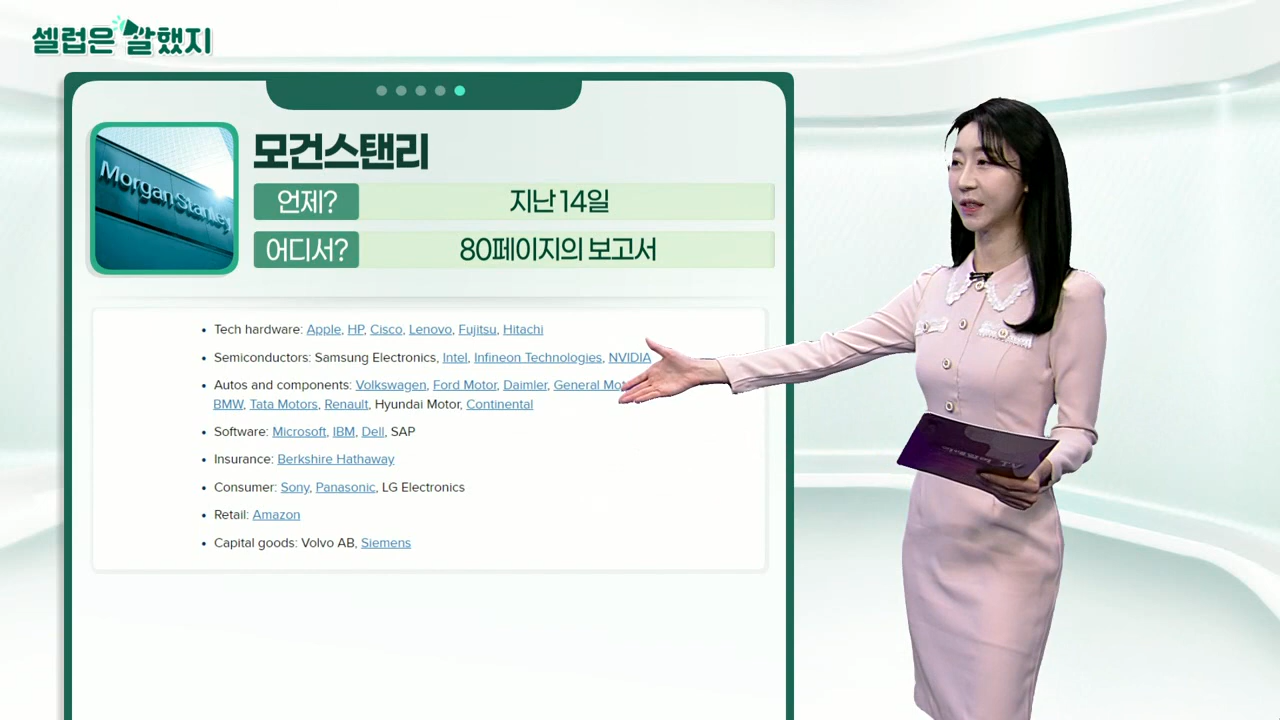 셀럽은 말했지
모건스탠리
Morgan Stanley
언제?
지난 14일
어디서?
80페이지의 보고서
• Tech hardware: Apple, HP, Cisco, Lenovo, Fujitsu, Hitachi
• Semiconductors: Samsung Electronics, Intel, Infineon Technologies, NVIDIA
• Autos and components: Volkswagen, Ford Motor, Daimler, General
BMW, Tata Motors, Renault, Hyundai Motor, Continental
• Software: Microsoft, IBM, Dell, SAP
• Insurance: Berkshire Hathaway
• Consumer: Sony, Panasonic, LG Electronics
• Retail: Amazon
• Capital goods: Volvo AB, Siemens